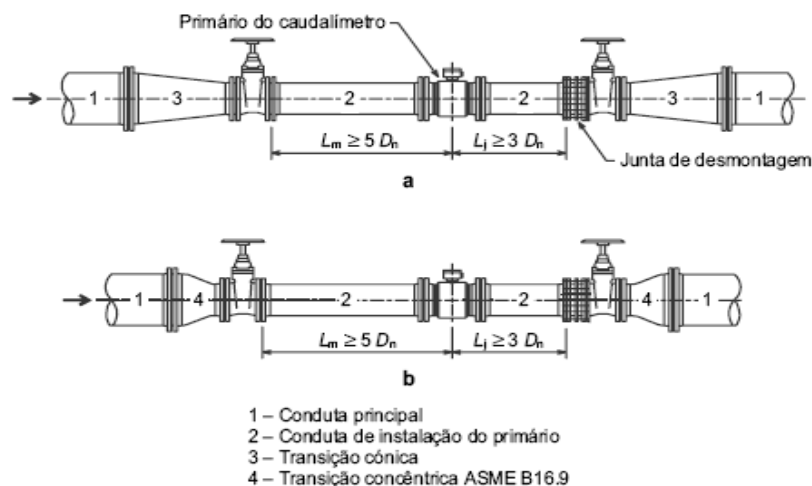 Primário do caudalímetro
1 3 2 2 3 1
Lm ≥ 5 Dn Lj ≥ 3 Dn
Junta de desmontagem
a
1 4 2 2 4 1
Lm ≥ 5 Dn Lj ≥ 3 Dn
b
1 – Conduta principal
2 – Conduta de instalação do primário
3 – Transição cónica
4 – Transição concêntrica ASME B16.9